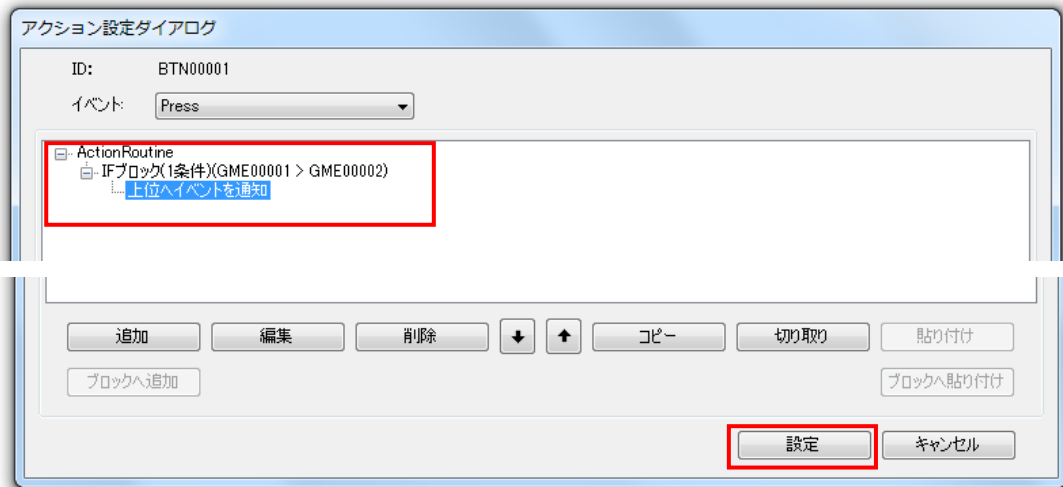 アクション設定ダイアログ
ID: BTN00001
イベント: Press
ActionRoutine
IFブロック(1条件)(GME00001 > GME00002)
上位へイベントを通知
追加 編集 削除 コピー 切り取り 貼り付け
ブロックへ追加 ブロックへ貼り付け
設定 キャンセル